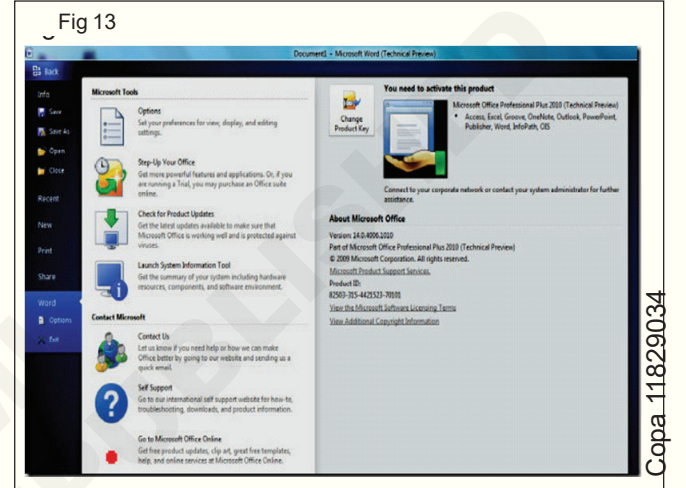 Fig 13
Document1 - Microsoft Word (Technical Preview)
Back
Info
Save
Save As
Open
Close
Recent
New
Print
Share
Word
Options
Exit
Microsoft Tools
Options
Set your preferences for view, display, and editing
settings.
Step-Up Your Office
Get more powerful features and applications. Or, if you
are running a Trial, you may purchase an Office suite
online.
Check for Product Updates
Get the latest updates available to make sure that
Microsoft Office is working well and is protected against
viruses.
Launch System Information Tool
Get the summary of your system including hardware
resources, components, and software environment.
Contact Microsoft
Contact Us
Let us know if you need help or how we can make
Office better by going to our website and sending us a
quick email.
Self Support
Go to our international self support website for how-to,
troubleshooting, downloads, and product information.
Go to Microsoft Office Online
Get free product updates, clip art, great free templates,
help, and online services at Microsoft Office Online.
Change
Product Key
You need to activate this product
Microsoft Office Professional Plus 2010 (Technical Preview)
• Access, Excel, Groove, OneNote, Outlook, PowerPoint,
Publisher, Word, InfoPath, OIS
Connect to your corporate network or contact your system administrator for further
assistance.
About Microsoft Office
Version: 14.0.4006.1010
Part of Microsoft Office Professional Plus 2010 (Technical Preview)
© 2009 Microsoft Corporation. All rights reserved.
Microsoft Product Support Services.
Product ID:
82503-315-4421523-70101
View the Microsoft Software Licensing Terms
View Additional Copyright Information
Copa 11829034